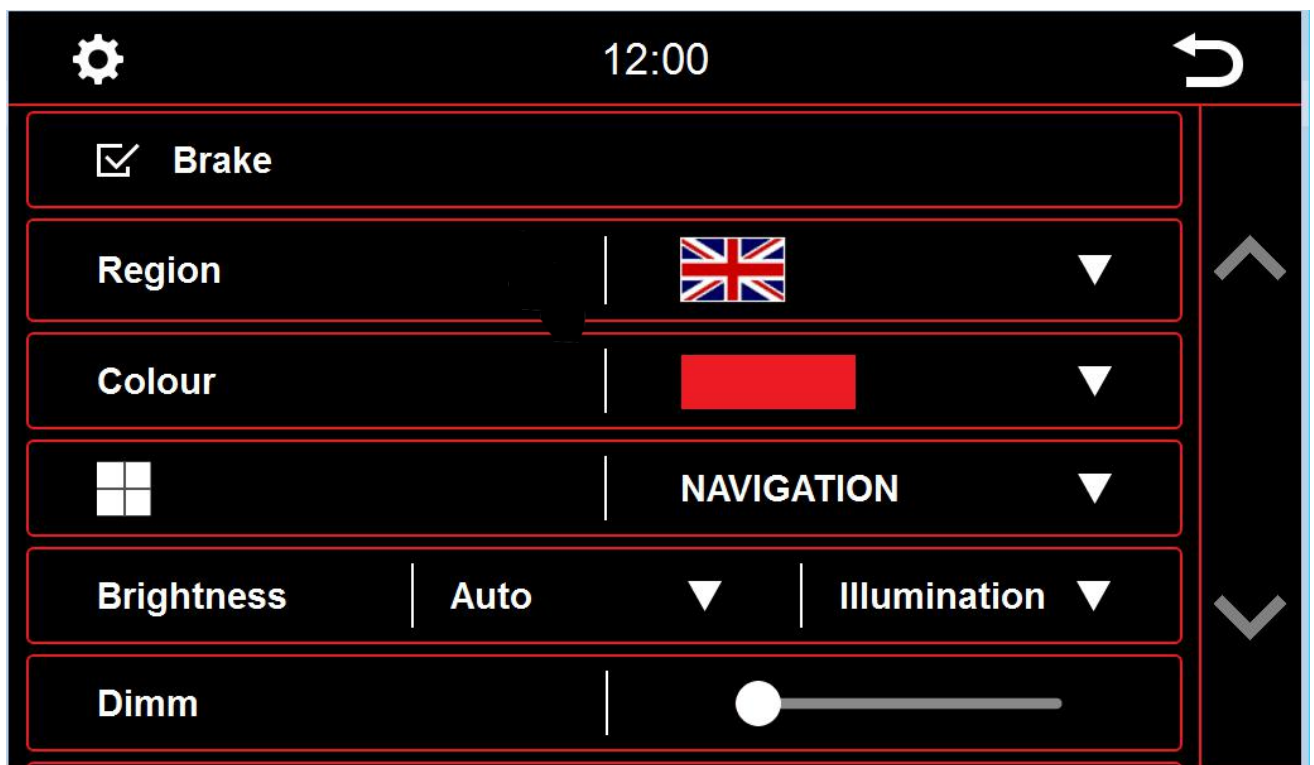 12:00
Brake
Region
Colour
NAVIGATION
Brightness Auto Illumination
Dimm